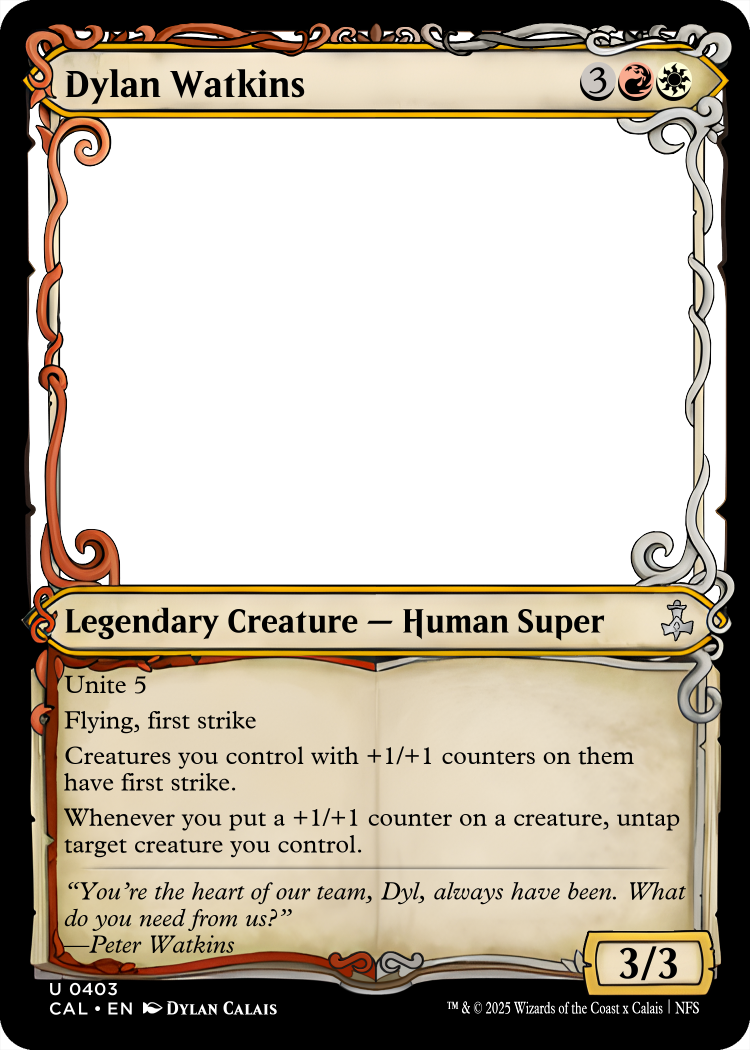 Dylan Watkins
3
Legendary Creature — Human Super
Unite 5
Flying, first strike
Creatures you control with +1/+1 counters on them
have first strike.
Whenever you put a +1/+1 counter on a creature, untap
target creature you control.
“You’re the heart of our team, Dyl, always have been. What
do you need from us?”
—Peter Watkins
3/3
U 0403
CAL • EN Dylan Calais
™ & © 2025 Wizards of the Coast x Calais | NFS